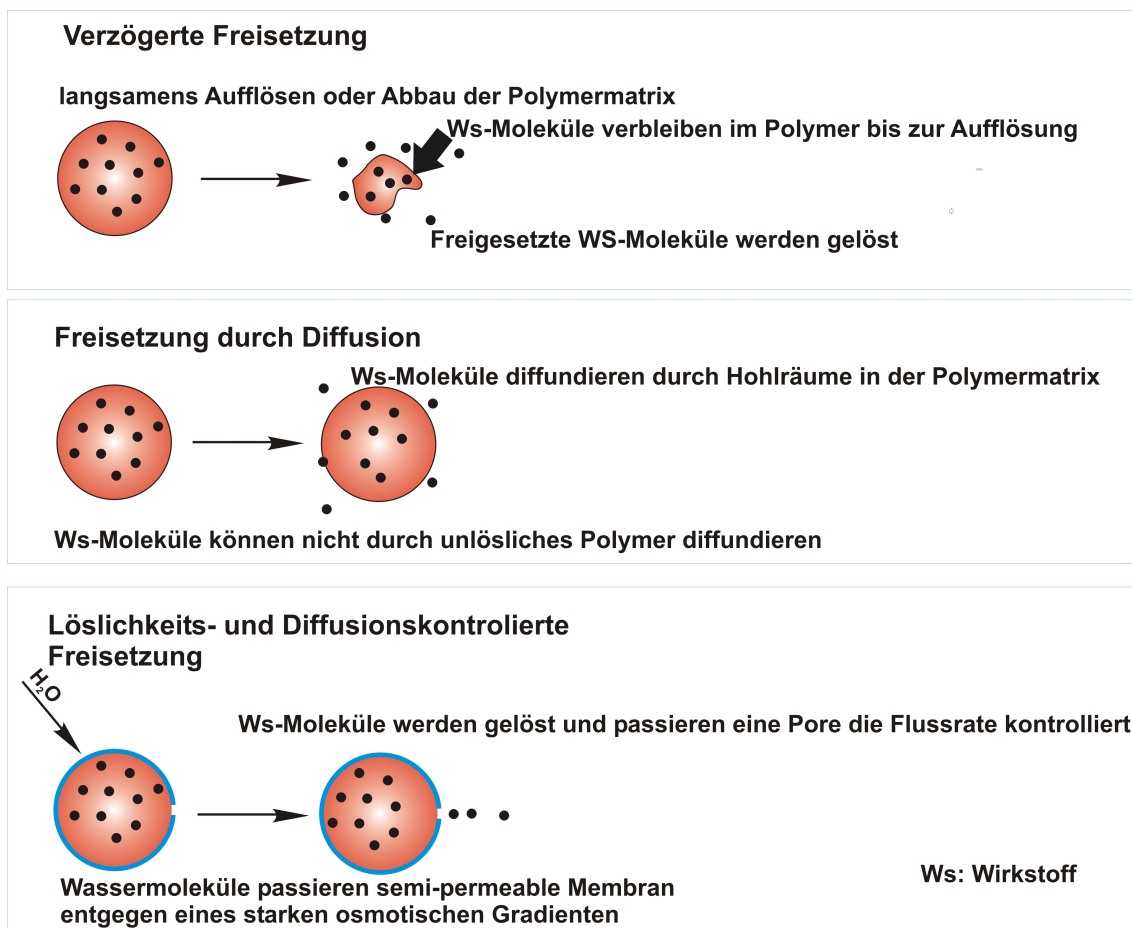 Verzögerte Freisetzung
langsamens Aufflösen oder Abbau der Polymermatrix
Ws-Moleküle verbleiben im Polymer bis zur Aufflösung
Freigesetzte WS-Moleküle werden gelöst
Freisetzung durch Diffusion
Ws-Moleküle diffundieren durch Hohlräume in der Polymermatrix
Ws-Moleküle können nicht durch unlösliches Polymer diffundieren
Löslichkeits- und Diffusionskontrolierte
Freisetzung
H₂O
Ws-Moleküle werden gelöst und passieren eine Pore die Flussrate kontrolliert
Wassermoleküle passieren semi-permeable Membran
entgegen eines starken osmotischen Gradienten
Ws: Wirkstoff